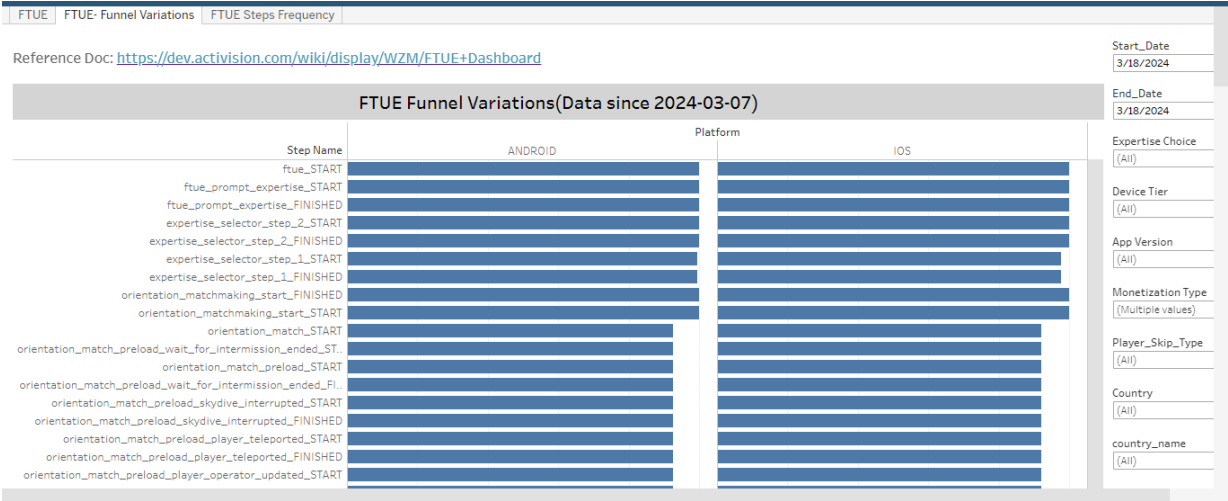 FTUE FTUE- Funnel Variations FTUE Steps Frequency
Reference Doc: https://dev.activision.com/wiki/display/WZM/FTUE+Dashboard
FTUE Funnel Variations(Data since 2024-03-07)
Platform
Step Name ANDROID IOS
ftue_START
ftue_prompt_expertise_START
ftue_prompt_expertise_FINISHED
expertise_selector_step_2_START
expertise_selector_step_2_FINISHED
expertise_selector_step_1_START
expertise_selector_step_1_FINISHED
orientation_matchmaking_start_FINISHED
orientation_matchmaking_start_START
orientation_match_START
orientation_match_preload_wait_for_intermission_ended_ST..
orientation_match_preload_START
orientation_match_preload_wait_for_intermission_ended_FI..
orientation_match_preload_skydive_interrupted_START
orientation_match_preload_skydive_interrupted_FINISHED
orientation_match_preload_player_teleported_START
orientation_match_preload_player_teleported_FINISHED
orientation_match_preload_player_operator_updated_START
Start_Date
3/18/2024
End_Date
3/18/2024
Expertise Choice
(All)
Device Tier
(All)
App Version
(All)
Monetization Type
(Multiple values)
Player_Skip_Type
(All)
Country
(All)
country_name
(All)